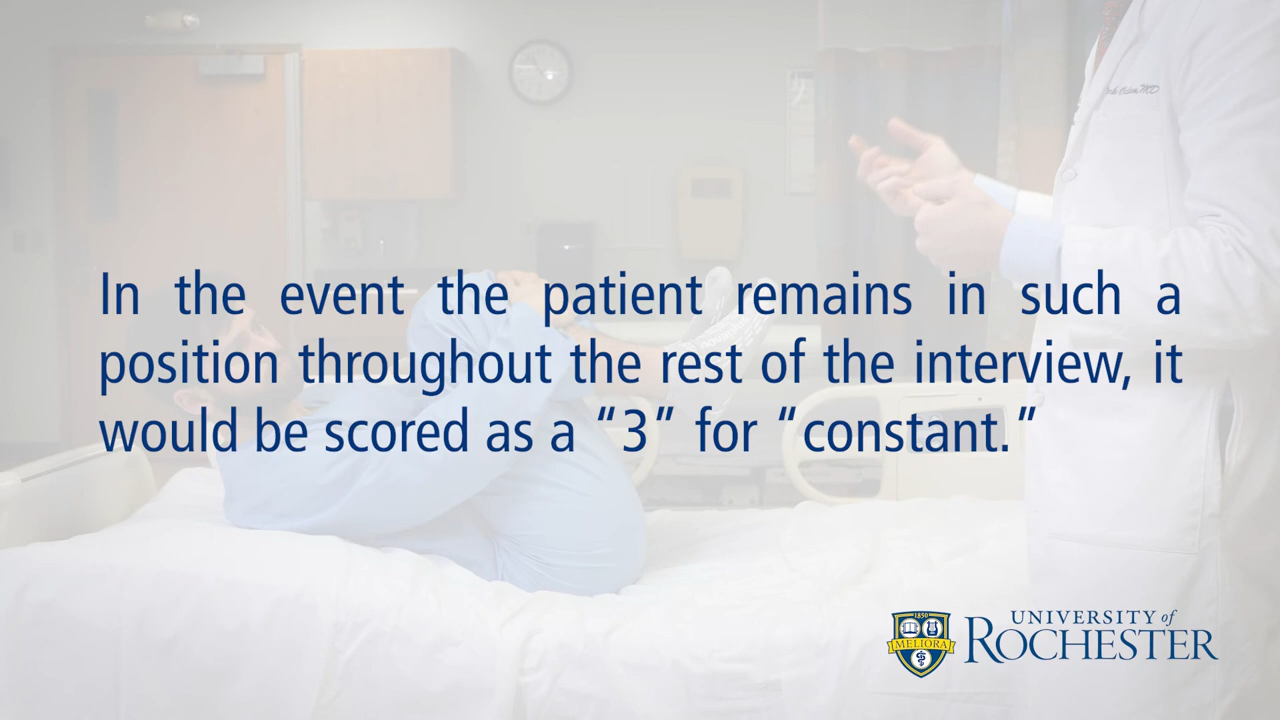 In the event the patient remains in such a
position throughout the rest of the interview, it
would be scored as a “3” for “constant.”
1850
MELIORA
UNIVERSITY of
ROCHESTER